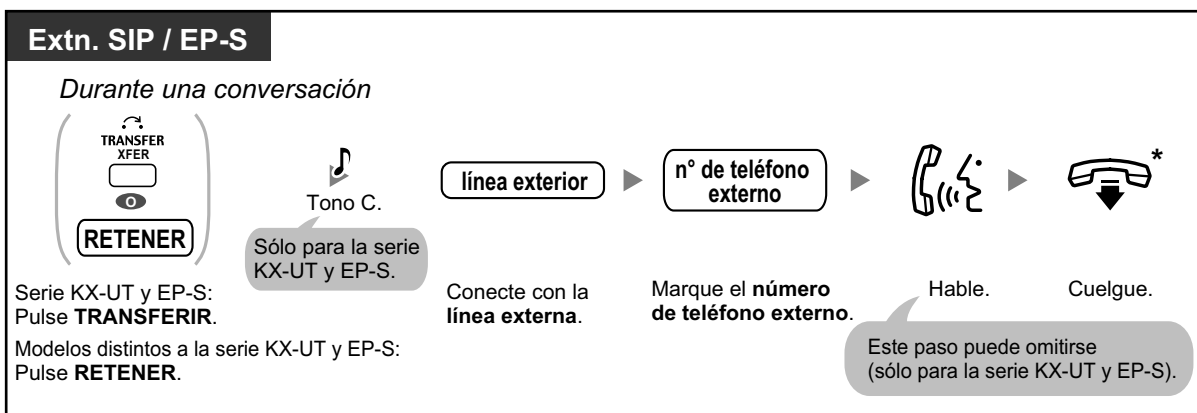 Extn. SIP / EP-S
Durante una conversación
TRANSFER
XFER
O
RETENER
Serie KX-UT y EP-S:
Pulse TRANSFERIR.
Modelos distintos a la serie KX-UT y EP-S:
Pulse RETENER.
Tono C.
Sólo para la serie
KX-UT y EP-S.
línea exterior
Conecte con la
línea externa.
n° de teléfono
externo
Marque el número
de teléfono externo.
Hable.
Este paso puede omitirse
(sólo para la serie KX-UT y EP-S).
*
Cuelgue.